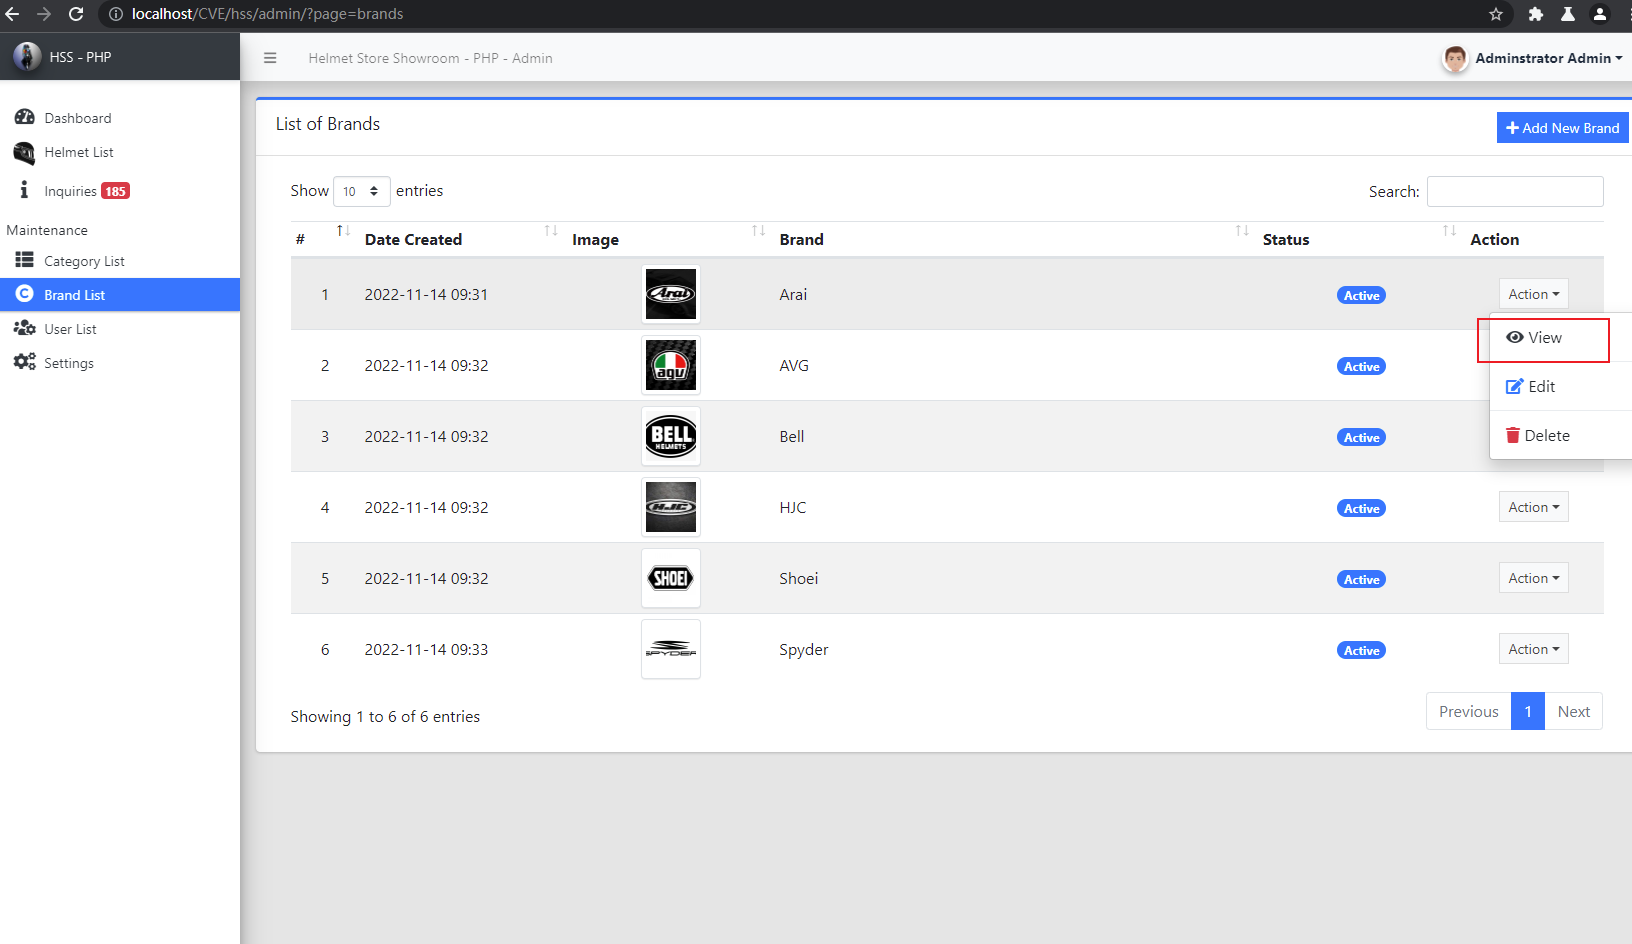 localhost/CVE/hss/admin/?page=brands
HSS - PHP
Helmet Store Showroom - PHP - Admin
Adminstrator Admin
Dashboard
Helmet List
Inquiries 185
Maintenance
Category List
Brand List
User List
Settings
List of Brands
Add New Brand
Show 10 entries
Search:
# Date Created Image Brand Status Action
1 2022-11-14 09:31 Arai Arai Active Action
View
Edit
Delete
2 2022-11-14 09:32 agv AVG Active
3 2022-11-14 09:32 BELL HELMETS Bell Active
4 2022-11-14 09:32 HJC HJC Active Action
5 2022-11-14 09:32 SHOEI Shoei Active Action
6 2022-11-14 09:33 SPYDER Spyder Active Action
Showing 1 to 6 of 6 entries
Previous 1 Next